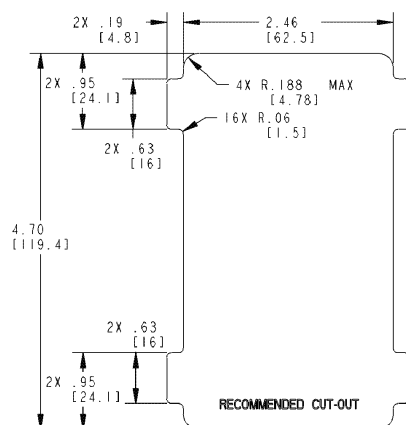 2X .19
[4.8]
2.46
[62.5]
2X .95
[24.1]
4X R.188 MAX
[4.78]
16X R.06
[1.5]
2X .63
[16]
4.70
[119.4]
2X .63
[16]
2X .95
[24.1]
RECOMMENDED CUT-OUT